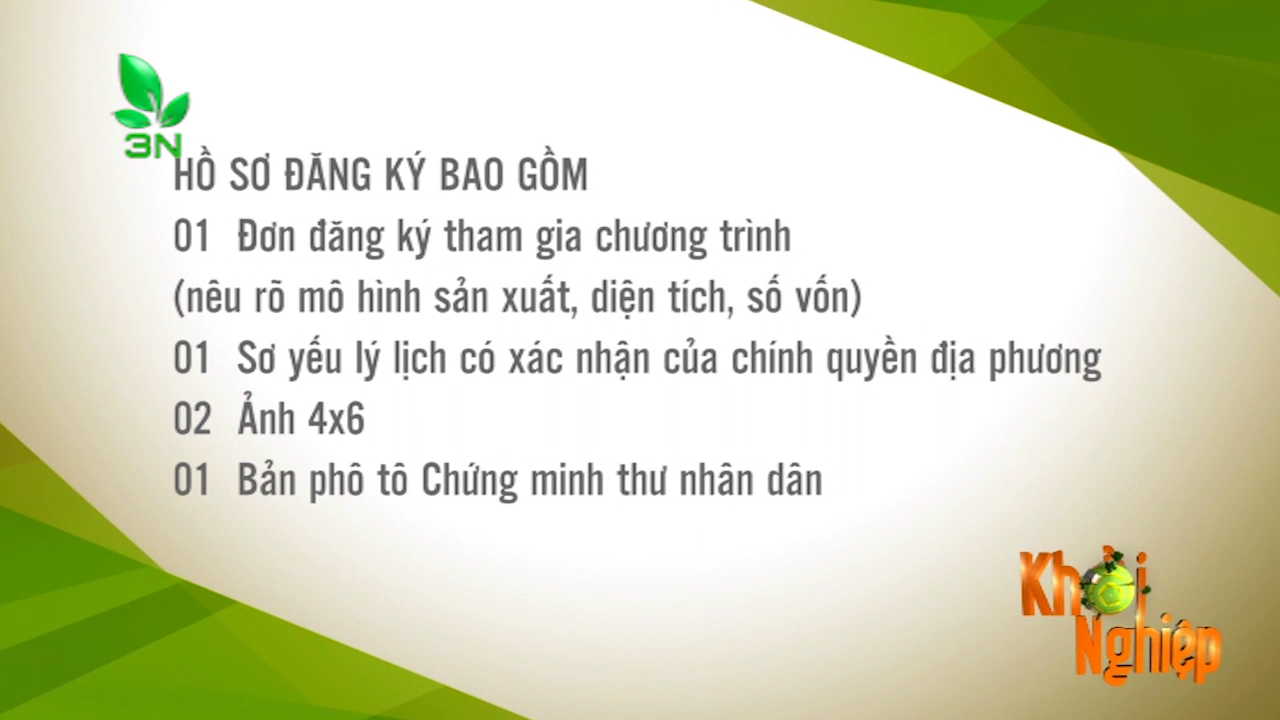 3N
HỒ SƠ ĐĂNG KÝ BAO GỒM
01 Đơn đăng ký tham gia chương trình
(nêu rõ mô hình sản xuất, diện tích, số vốn)
01 Sơ yếu lý lịch có xác nhận của chính quyền địa phương
02 Ảnh 4x6
01 Bản phô tô Chứng minh thư nhân dân
Khởi
Nghiệp